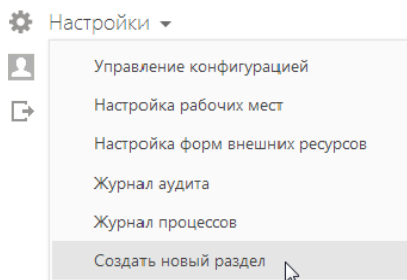 Настройки
Управление конфигурацией
Настройка рабочих мест
Настройка форм внешних ресурсов
Журнал аудита
Журнал процессов
Создать новый раздел